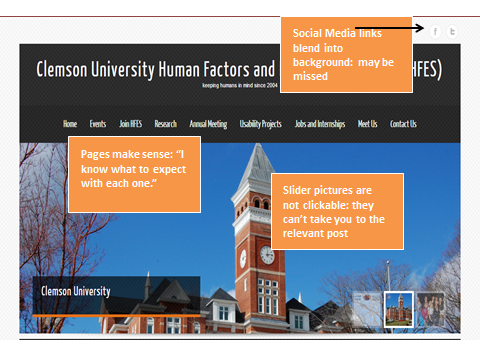 Social Media links
blend into
background: may be
missed
f t
Clemson University Human Factors and HFES)
keeping humans in mind since 2004
Home Events Join HFES Research Annual Meeting Usability Projects Jobs and Internships Meet Us Contact Us
Pages make sense: “I
know what to expect
with each one.”
Slider pictures are
not clickable: they
can’t take you to the
relevant post
Clemson University